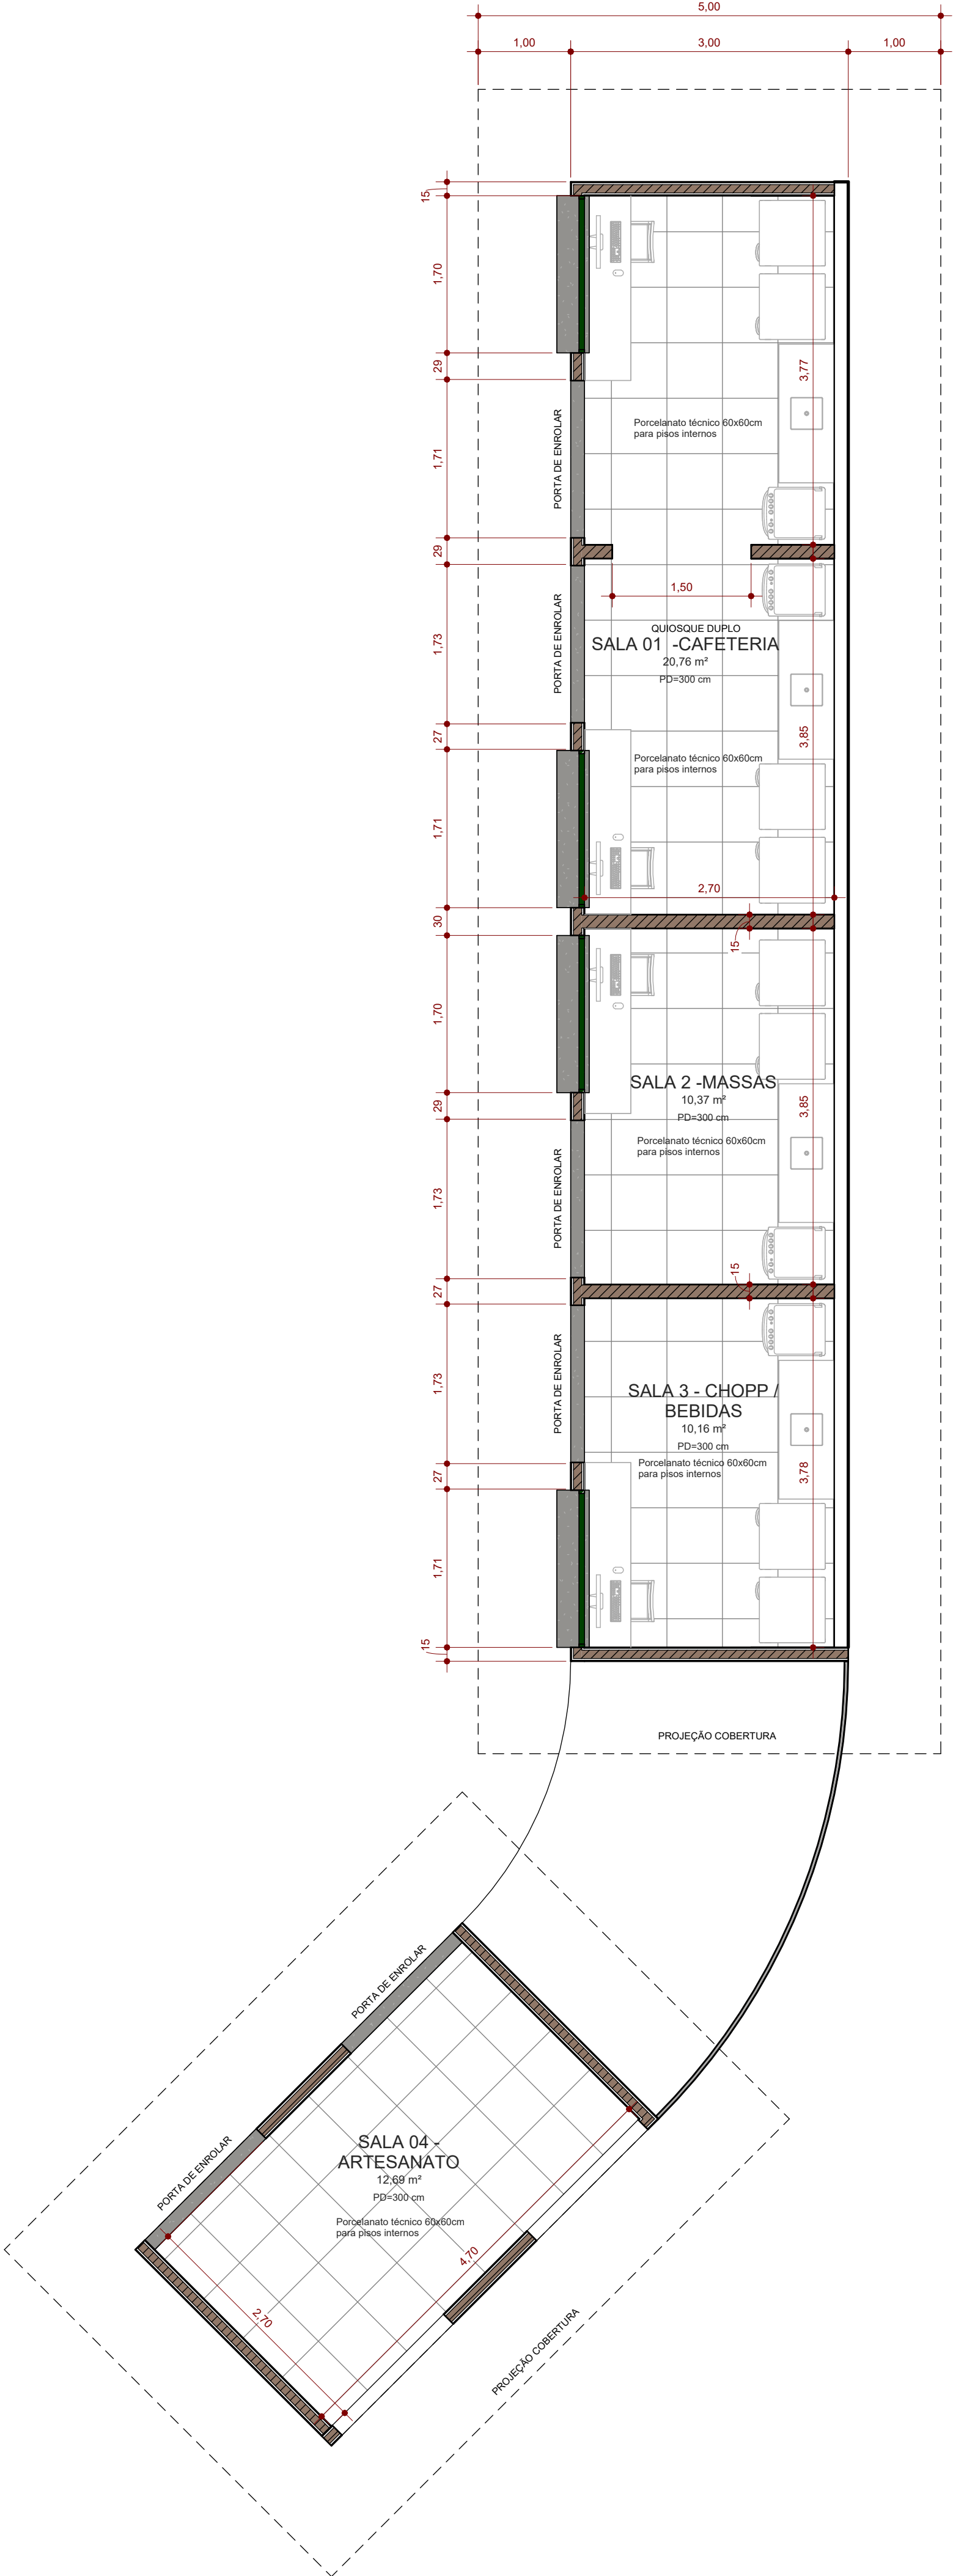 5,00
1,00
3,00
1,00
15
1,70
3,77
29
PORTA DE ENROLAR
Porcelanato técnico 60x60cm
para pisos internos
1,71
29
1,50
PORTA DE ENROLAR
QUIOSQUE DUPLO
SALA 01 -CAFETERIA
20,76 m²
PD=300 cm
1,73
27
3,85
Porcelanato técnico 60x60cm
para pisos internos
1,71
2,70
30
15
1,70
SALA 2 -MASSAS
10,37 m²
PD=300 cm
3,85
29
Porcelanato técnico 60x60cm
para pisos internos
PORTA DE ENROLAR
1,73
15
27
PORTA DE ENROLAR
1,73
SALA 3 - CHOPP /
BEBIDAS
10,16 m²
PD=300 cm
Porcelanato técnico 60x60cm
para pisos internos
3,78
27
1,71
15
PROJEÇÃO COBERTURA
PORTA DE ENROLAR
PORTA DE ENROLAR
SALA 04 -
ARTESANATO
12,69 m²
PD=300 cm
Porcelanato técnico 60x60cm
para pisos internos
4,70
2,70
PROJEÇÃO COBERTURA